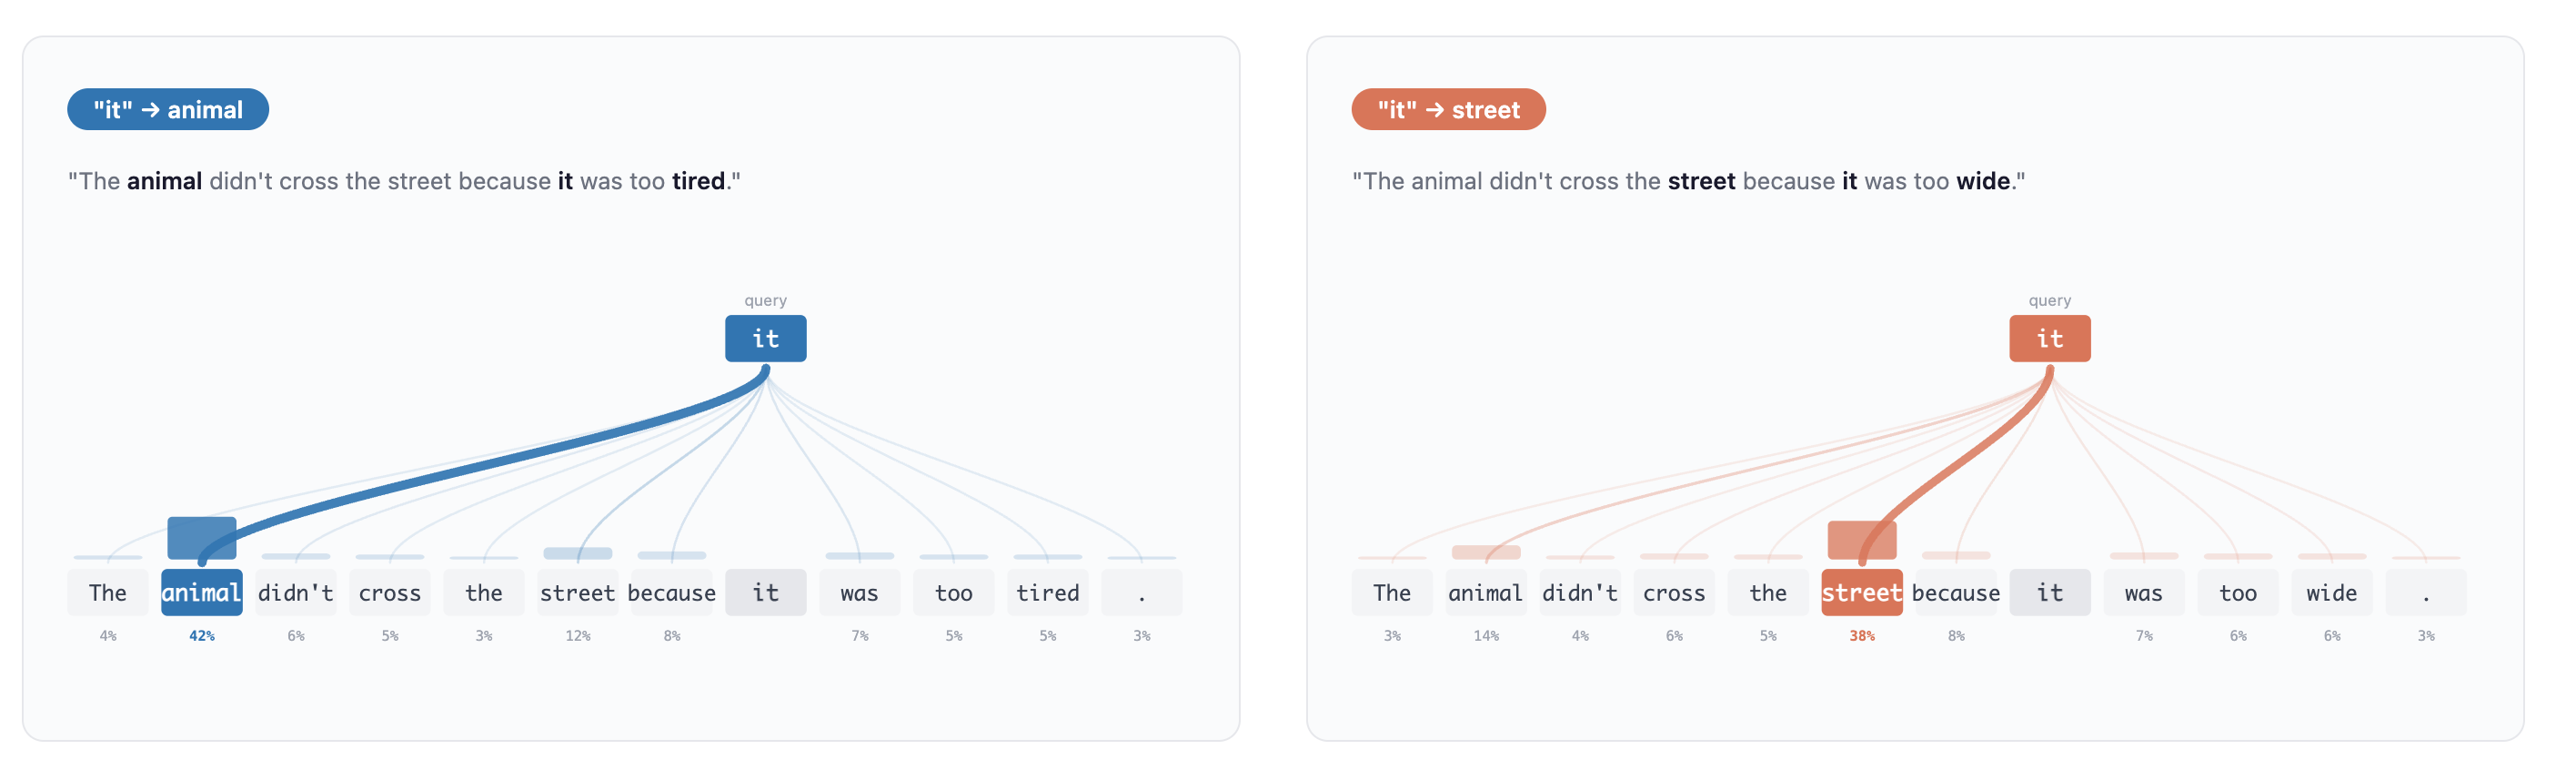 "it" → animal
"The animal didn't cross the street because it was too tired."
query
it
The animal didn't cross the street because it was too tired .
4% 42% 6% 5% 3% 12% 8% 7% 5% 5% 3%
"it" → street
"The animal didn't cross the street because it was too wide."
query
it
The animal didn't cross the street because it was too wide .
3% 14% 4% 6% 5% 38% 8% 7% 6% 6% 3%